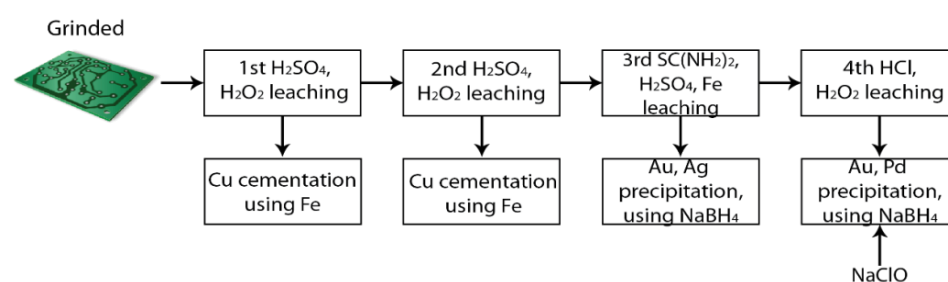 Grinded
1st H₂SO₄,
H₂O₂ leaching
2nd H₂SO₄,
H₂O₂ leaching
3rd SC(NH₂)₂,
H₂SO₄, Fe
leaching
4th HCl,
H₂O₂ leaching
Cu cementation
using Fe
Cu cementation
using Fe
Au, Ag
precipitation,
using NaBH₄
Au, Pd
precipitation,
using NaBH₄
NaClO